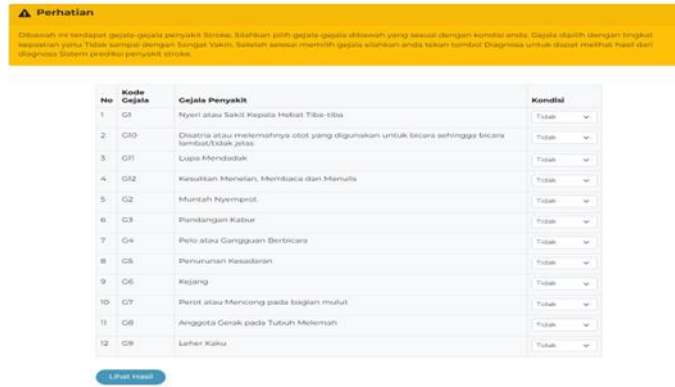 Perhatian
Dibawah ini terdapat gejala-gejala penyakit Stroke, Silahkan pilih gejala-gejala dibawah yang sesuai dengan kondisi anda. Gejala dipilih dengan tingkat
kepastian yaitu Tidak sampai dengan Sangat Yakin. Setelah selesai memilih gejala silahkan anda tekan tombol Diagnosa untuk dapat melihat hasil dari
diagnosa Sistem prediksi penyakit stroke.
No Kode Gejala Gejala Penyakit Kondisi
1 G1 Nyeri atau Sakit Kepala Hebat Tiba-tiba Tidak
2 G10 Disatria atau melemahnya otot yang digunakan untuk bicara sehingga bicara Tidak
lambat/tidak jelas
3 G11 Lupa Mendadak Tidak
4 G12 Kesulitan Menelan, Membaca dan Menulis Tidak
5 G2 Muntah Nyemprot Tidak
6 G3 Pandangan Kabur Tidak
7 G4 Pelo atau Gangguan Berbicara Tidak
8 G5 Penurunan Kesadaran Tidak
9 G6 Kejang Tidak
10 G7 Perot atau Mencong pada bagian mulut Tidak
11 G8 Anggota Gerak pada Tubuh Melemah Tidak
12 G9 Leher Kaku Tidak
Lihat Hasil